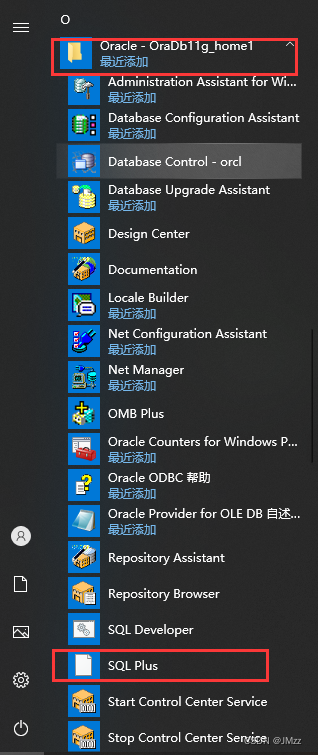 O
Oracle - OraDb11g_home1
最近添加
Administration Assistant for Wi...
最近添加
Database Configuration Assistant
最近添加
Database Control - orcl
Database Upgrade Assistant
最近添加
Design Center
Documentation
Locale Builder
最近添加
Net Configuration Assistant
最近添加
Net Manager
最近添加
OMB Plus
Oracle Counters for Windows P...
最近添加
Oracle ODBC 帮助
最近添加
Oracle Provider for OLE DB 自述...
最近添加
Repository Assistant
Repository Browser
SQL Developer
SQL Plus
Start Control Center Service
Stop Control Center Service
CSDN @JMzz